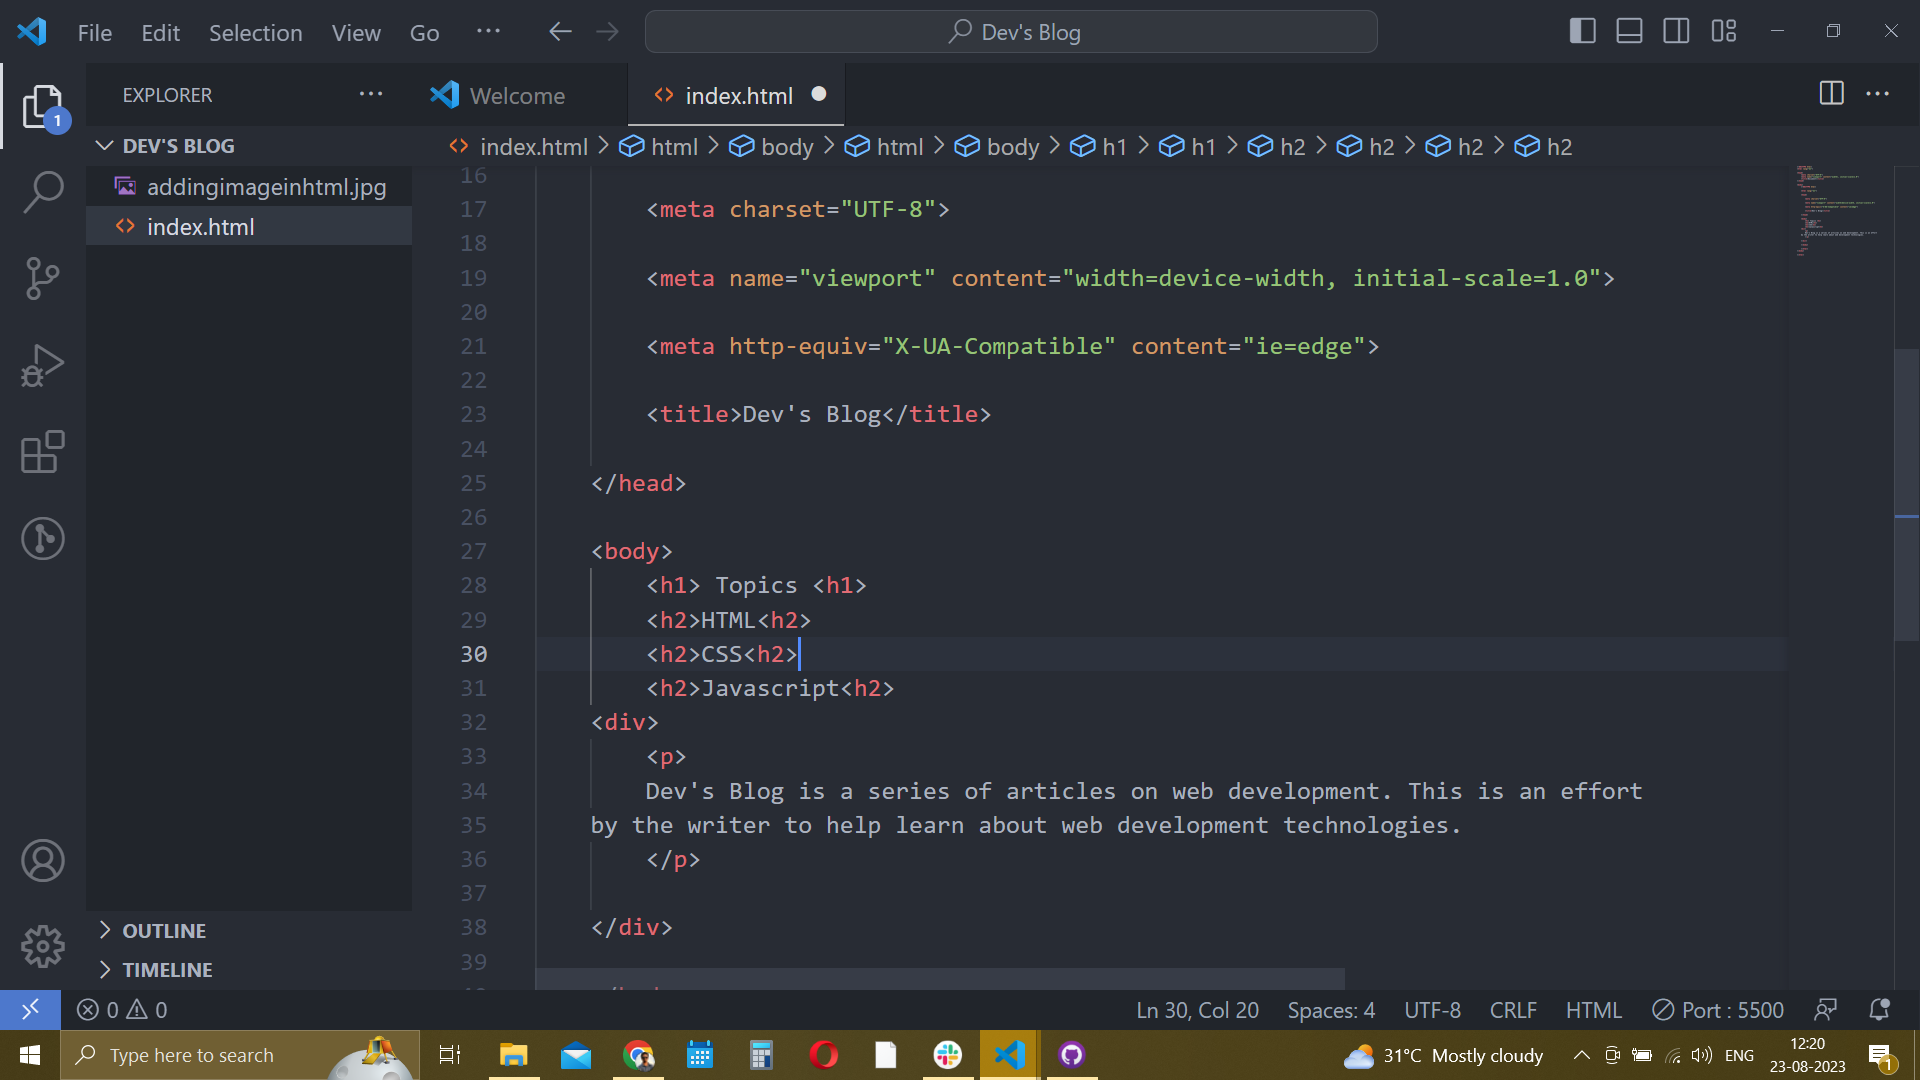 File Edit Selection View Go ···
Dev's Blog
EXPLORER ···
Welcome
index.html
1
DEV'S BLOG
index.html > html > body > html > body > h1 > h1 > h2 > h2 > h2 > h2
addingimageinhtml.jpg
index.html
16
17 <meta charset="UTF-8">
18
19 <meta name="viewport" content="width=device-width, initial-scale=1.0">
20
21 <meta http-equiv="X-UA-Compatible" content="ie=edge">
22
23 <title>Dev's Blog</title>
24
25 </head>
26
27 <body>
28 <h1> Topics <h1>
29 <h2>HTML<h2>
30 <h2>CSS<h2>
31 <h2>Javascript<h2>
32 <div>
33 <p>
34 Dev's Blog is a series of articles on web development. This is an effort
35 by the writer to help learn about web development technologies.
36 </p>
37
38 </div>
39
OUTLINE
TIMELINE
0 0
Ln 30, Col 20 Spaces: 4 UTF-8 CRLF HTML Port : 5500
Type here to search
31°C Mostly cloudy
ENG
12:20
23-08-2023
1